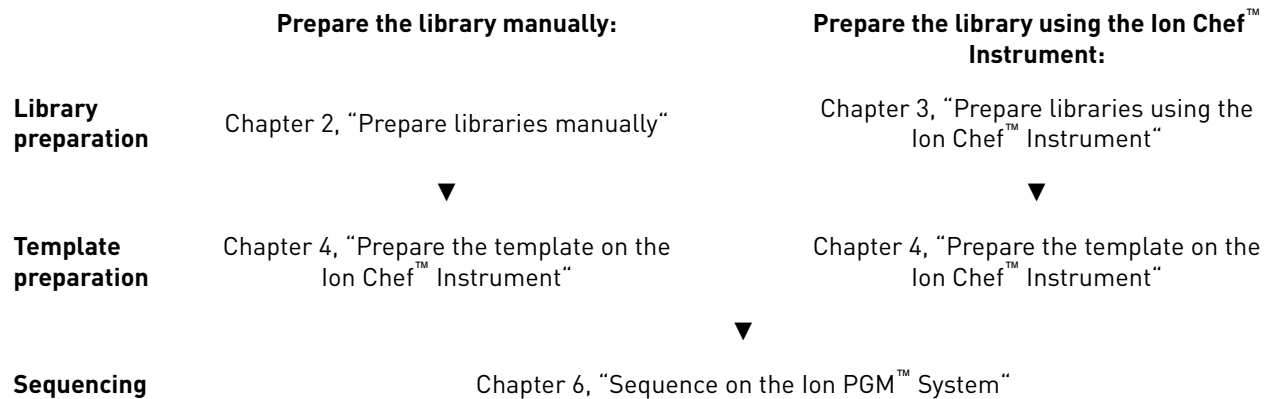 Prepare the library manually:
Prepare the library using the Ion Chef™
Instrument:
Library
preparation
Chapter 2, “Prepare libraries manually“
Chapter 3, “Prepare libraries using the
Ion Chef™ Instrument“
▼ ▼
Template
preparation
Chapter 4, “Prepare the template on the
Ion Chef™ Instrument“
Chapter 4, “Prepare the template on the
Ion Chef™ Instrument“
▼
Sequencing
Chapter 6, “Sequence on the Ion PGM™ System“